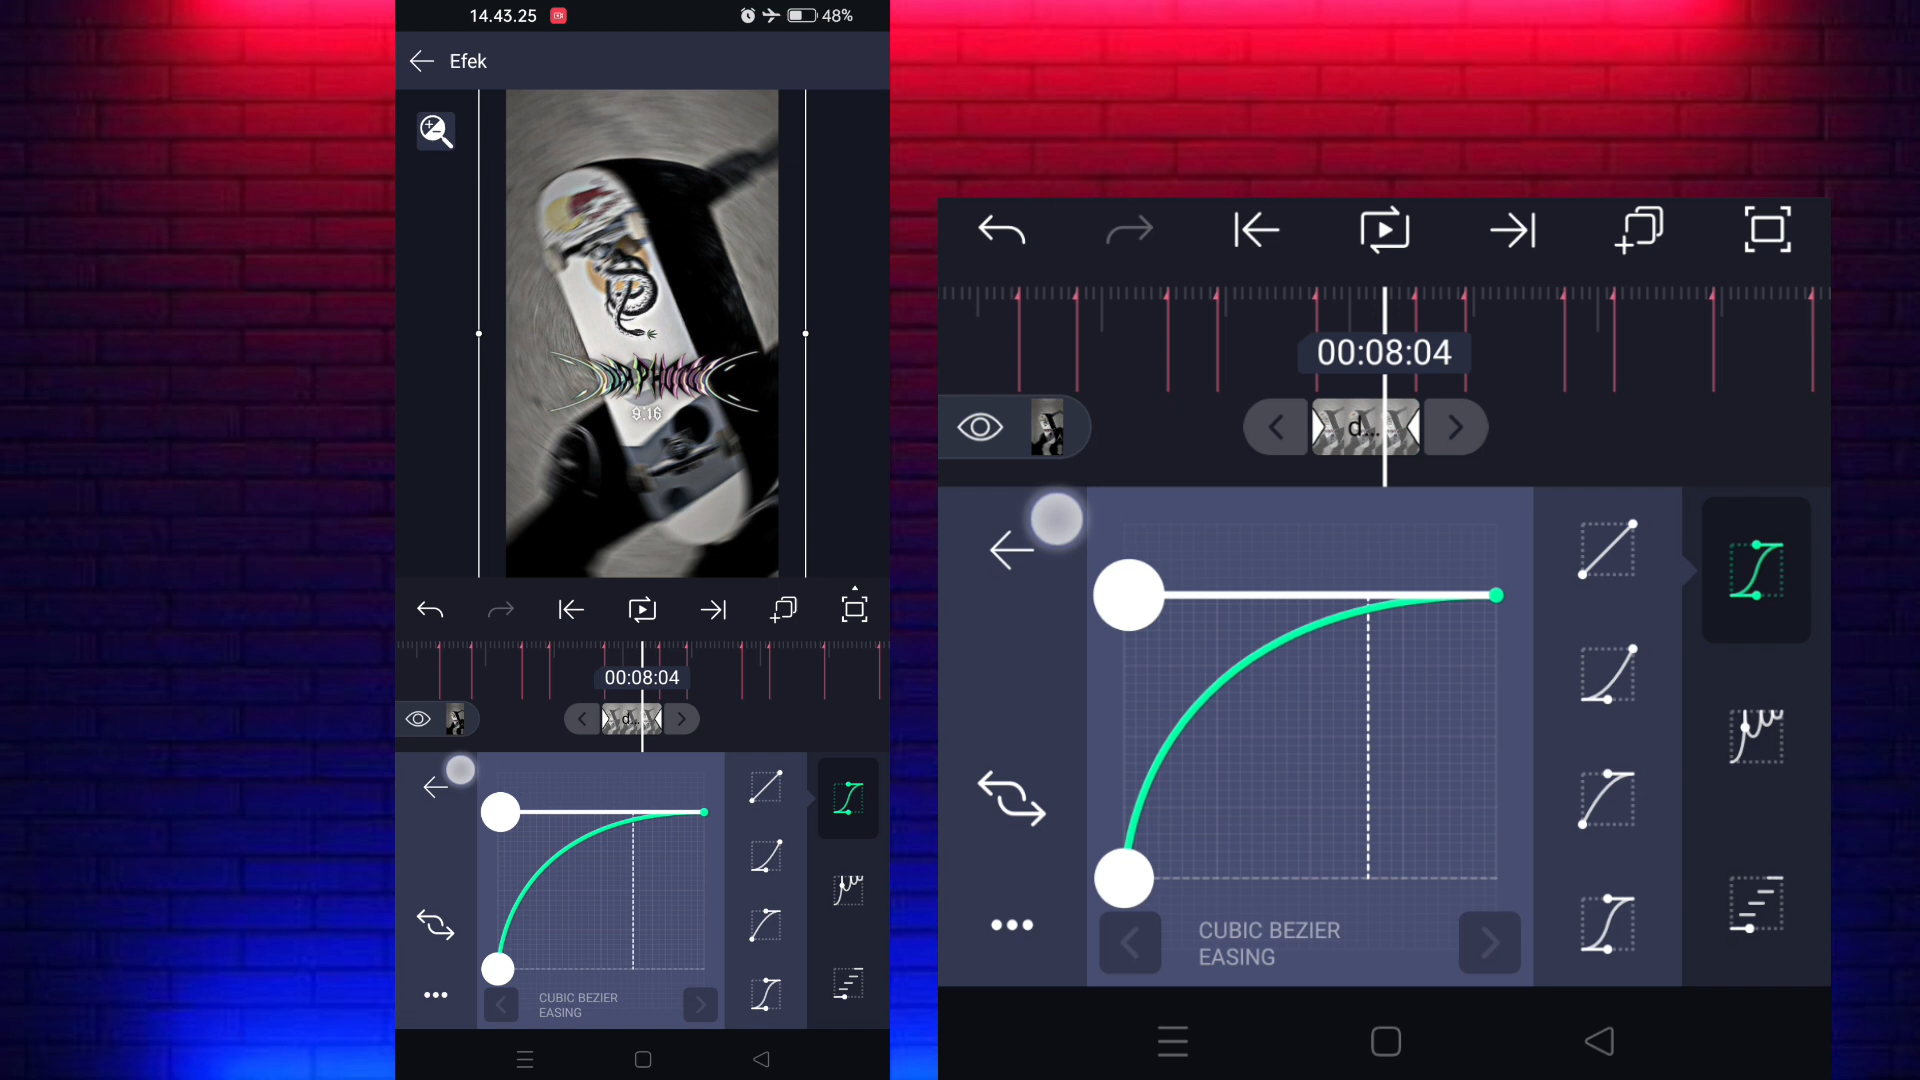 14.43.25
48%
Efek
9:16
00:08:04
d...
CUBIC BEZIER
EASING
00:08:04
d...
CUBIC BEZIER
EASING